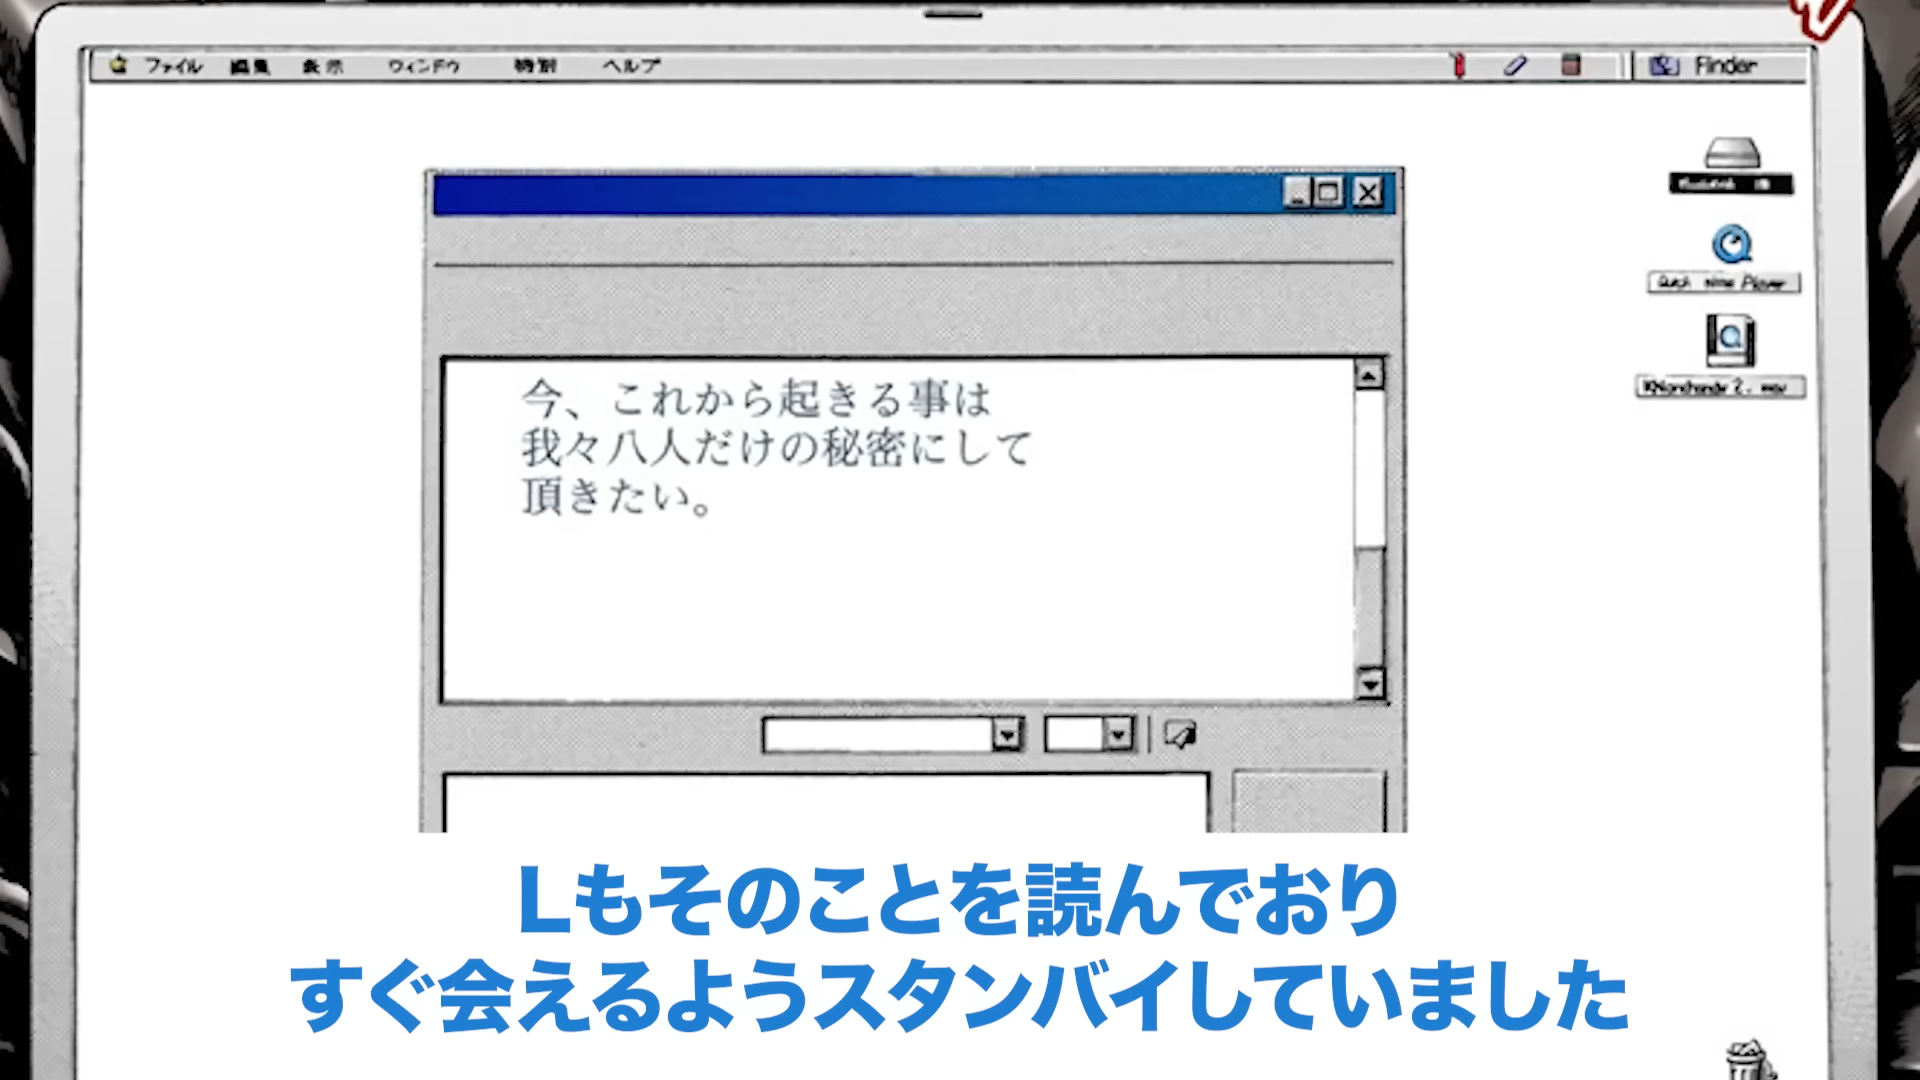 ファイル 編集 表示 ウィンドウ 特別 ヘルプ Finder
今、これから起きる事は
我々八人だけの秘密にして
頂きたい。
Lもそのことを読んでおり
すぐ会えるようスタンバイしていました